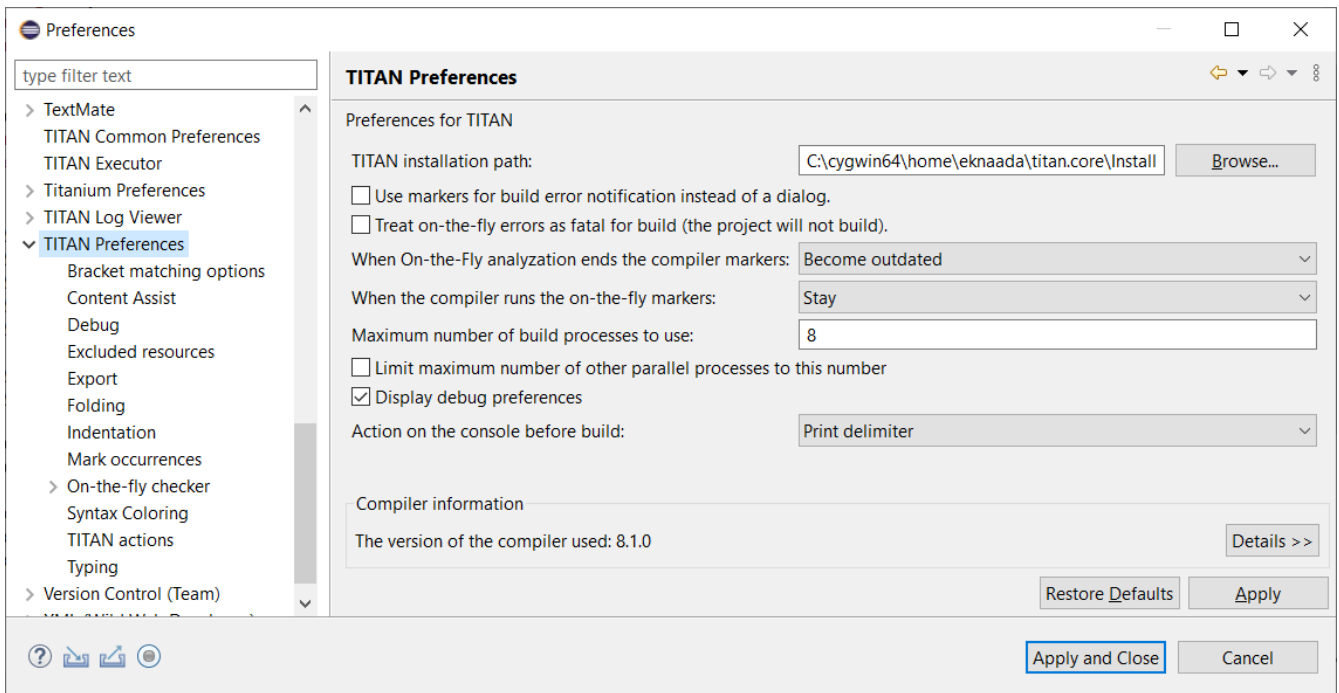 Preferences
type filter text
TextMate
TITAN Common Preferences
TITAN Executor
Titanium Preferences
TITAN Log Viewer
TITAN Preferences
Bracket matching options
Content Assist
Debug
Excluded resources
Export
Folding
Indentation
Mark occurrences
On-the-fly checker
Syntax Coloring
TITAN actions
Typing
Version Control (Team)
TITAN Preferences
Preferences for TITAN
TITAN installation path: C:\cygwin64\home\eknaada\titan.core\Install Browse...
Use markers for build error notification instead of a dialog.
Treat on-the-fly errors as fatal for build (the project will not build).
When On-the-Fly analyzation ends the compiler markers: Become outdated
When the compiler runs the on-the-fly markers: Stay
Maximum number of build processes to use: 8
Limit maximum number of other parallel processes to this number
Display debug preferences
Action on the console before build: Print delimiter
Compiler information
The version of the compiler used: 8.1.0 Details >>
Restore Defaults Apply
Apply and Close Cancel